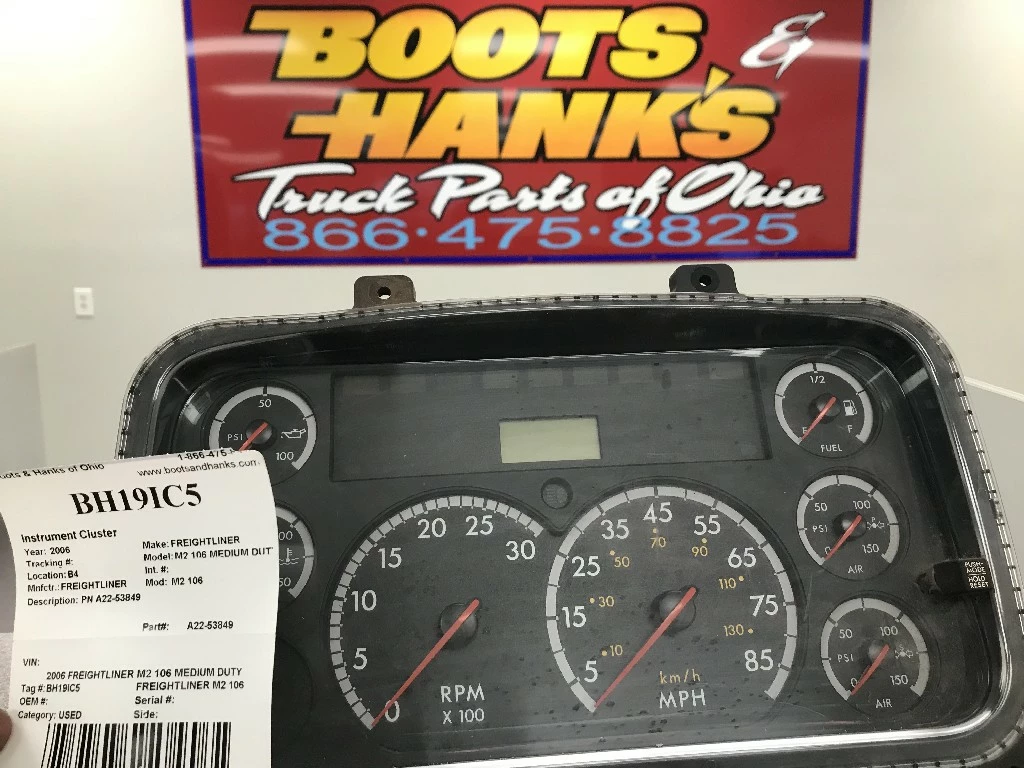 BOOTS &
HANK'S
Truck Parts of Ohio
866·475·8825
oots & Hanks of Ohio
1-866-475
www.bootsandhanks.com
BH19IC5
Instrument Cluster
Year: 2006 Make: FREIGHTLINER
Tracking #: Model: M2 106 MEDIUM DUT
Location: B4 Int. #:
Mnfctr.: FREIGHTLINER Mod: M2 106
Description: PN A22-53849
Part#: A22-53849
VIN:
2006 FREIGHTLINER M2 106 MEDIUM DUTY
Tag #: BH19IC5 FREIGHTLINER M2 106
OEM #: Serial #:
Category: USED Side:
50
PSI
100
1/2
E F
FUEL
50 100
PSI
0 150
AIR
50 100
PSI
0 150
AIR
0 5 10 15 20 25 30
RPM
X 100
5 15 25 35 45 55 65 75 85
10 30 50 70 90 110 130
km/h
MPH
PUSH-
MODE
HOLD
RESET